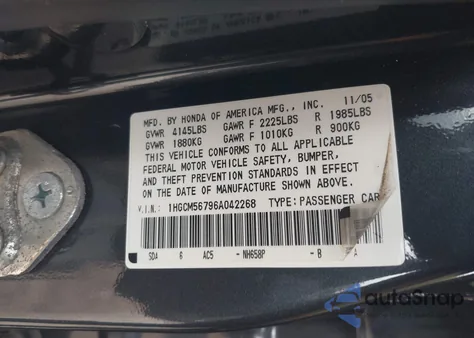 MFD. BY HONDA OF AMERICA MFG., INC. 11/05
GVWR 4145LBS GAWR F 2225LBS R 1985LBS
GVWR 1880KG GAWR F 1010KG R 900KG
THIS VEHICLE CONFORMS TO ALL APPLICABLE
FEDERAL MOTOR VEHICLE SAFETY, BUMPER,
AND THEFT PREVENTION STANDARDS IN EFFECT
ON THE DATE OF MANUFACTURE SHOWN ABOVE.
V.I.N. 1HGCM56796A042268 TYPE: PASSENGER CAR
SDA R AC5 - NH658P - B A
autoSnap